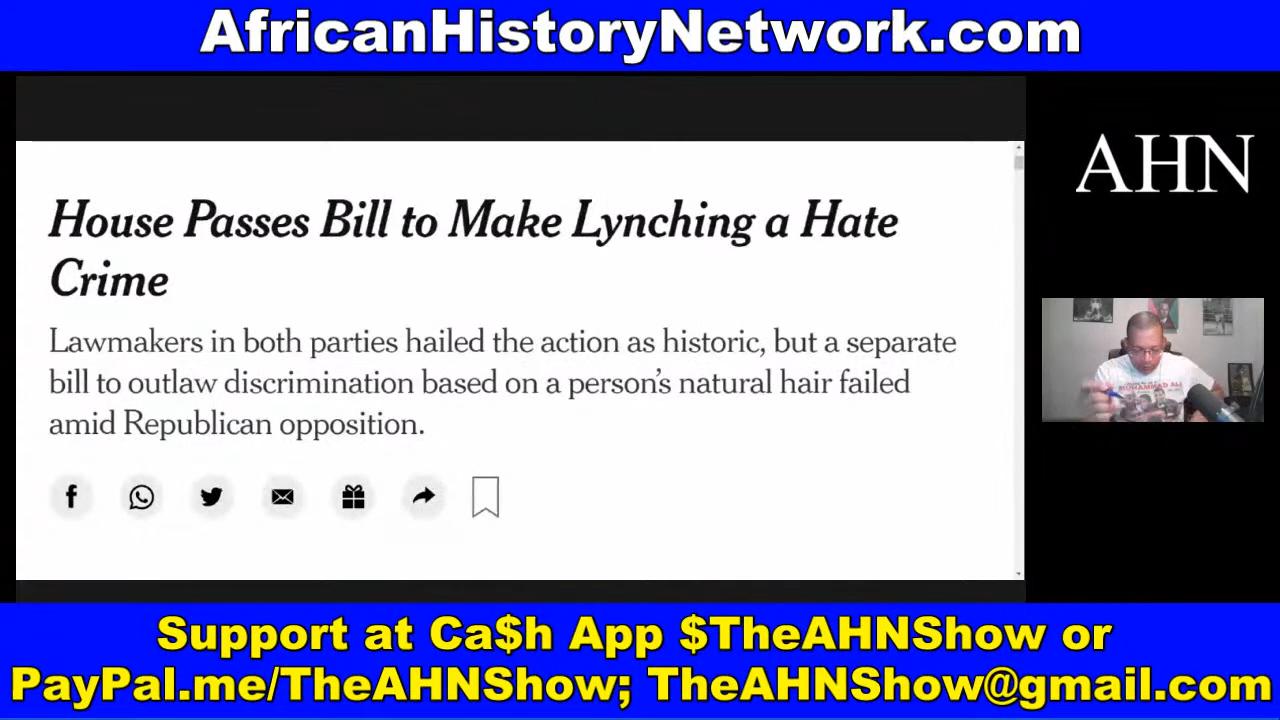 AfricanHistoryNetwork.com
AHN
House Passes Bill to Make Lynching a Hate
Crime
Lawmakers in both parties hailed the action as historic, but a separate
bill to outlaw discrimination based on a person's natural hair failed
amid Republican opposition.
MUHAMMAD ALI
Support at Ca$h App $TheAHNShow or
PayPal.me/TheAHNShow; TheAHNShow@gmail.com